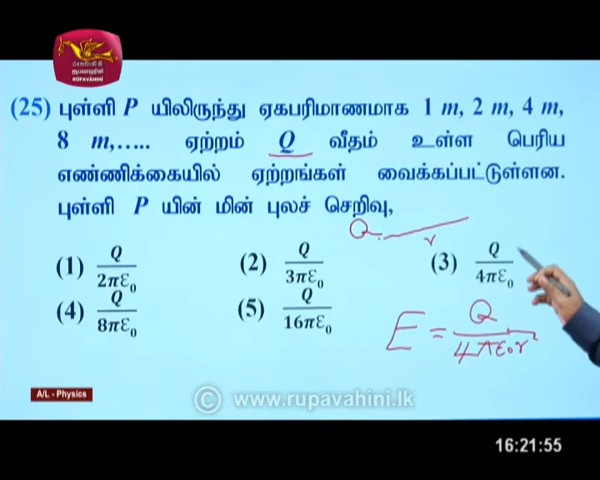 RUPAVAHINI
(25) புள்ளி P யிலிருந்து ஏகபரிமாணமாக 1 m, 2 m, 4 m,
8 m,..... ஏற்றம் Q வீதம் உள்ள பெரிய
எண்ணிக்கையில் ஏற்றங்கள் வைக்கப்பட்டுள்ளன.
புள்ளி P யின் மின் புலச் செறிவு,
Q r
(1) Q/2πε₀ (2) Q/3πε₀ (3) Q/4πε₀
(4) Q/8πε₀ (5) Q/16πε₀
E = Q/4πε₀r²
A/L - Physics
© www.rupavahini.lk
16:21:55